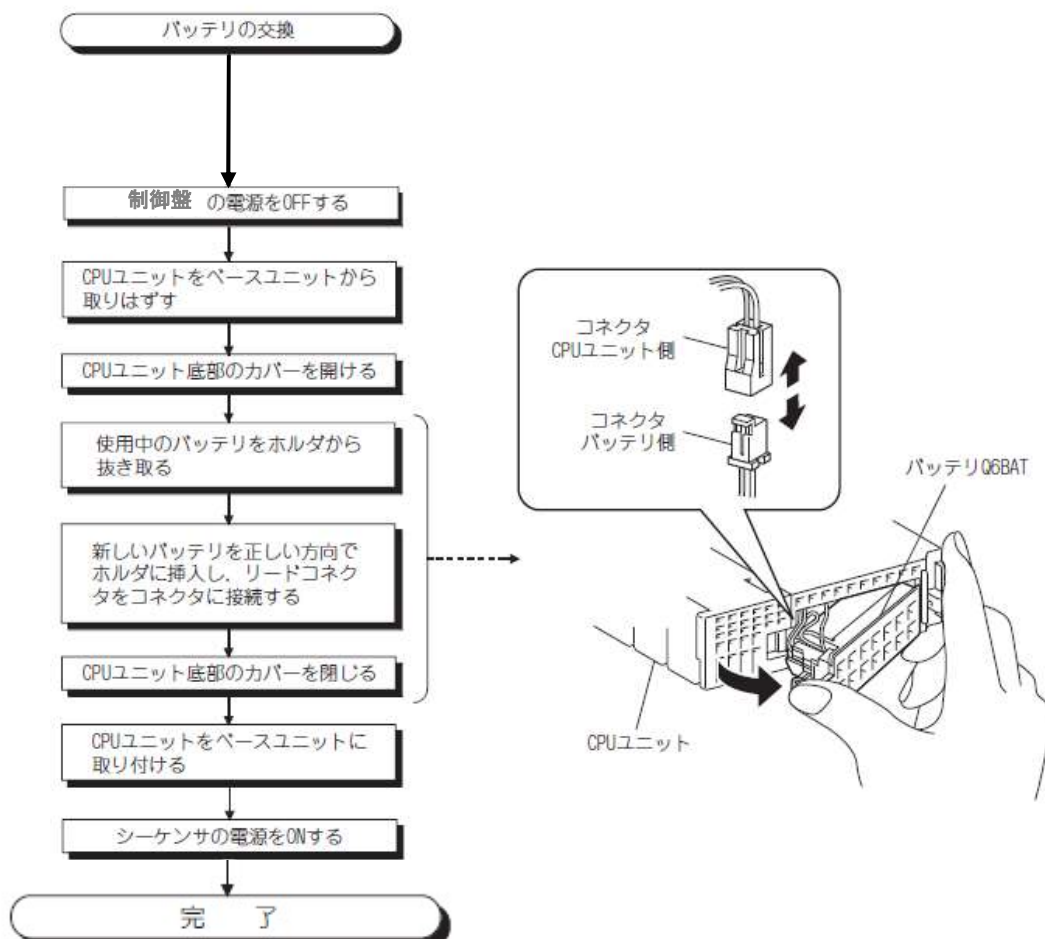 バッテリの交換
制御盤 の電源をOFFする
CPUユニットをベースユニットから
取りはずす
CPUユニット底部のカバーを開ける
使用中のバッテリをホルダから
抜き取る
新しいバッテリを正しい方向で
ホルダに挿入し，リードコネク
タをコネクタに接続する
CPUユニット底部のカバーを閉じる
CPUユニットをベースユニットに
取り付ける
シーケンサの電源をONする
完 了
コネクタ
CPUユニット側
コネクタ
バッテリ側
バッテリQ6BAT
CPUユニット